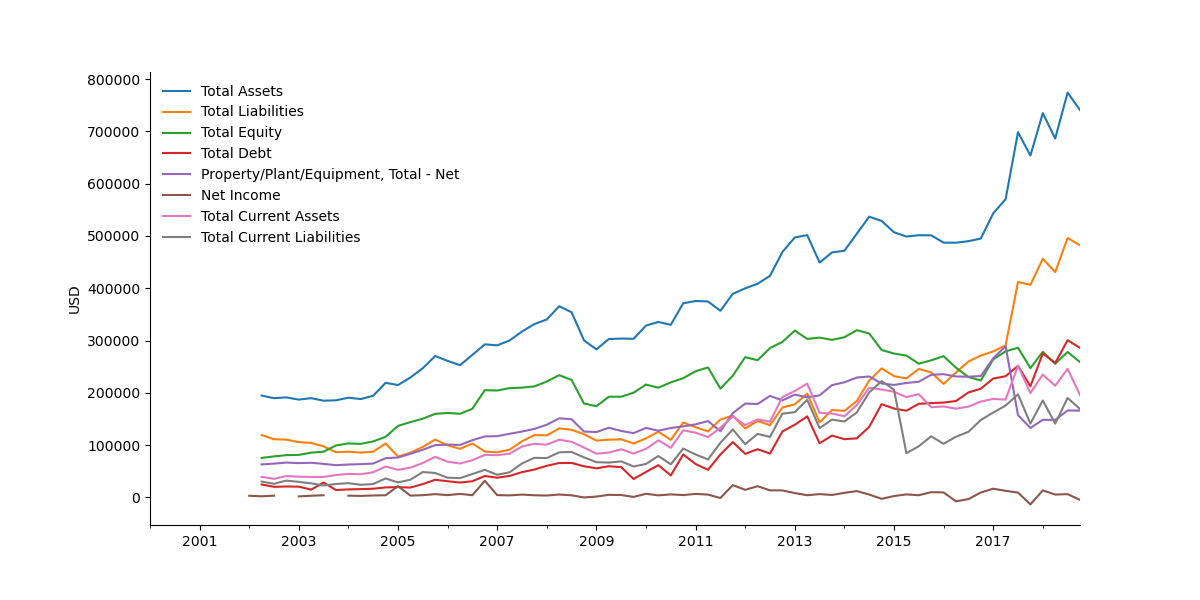 800000
700000
600000
500000
400000
300000
200000
100000
0
USD
Total Assets
Total Liabilities
Total Equity
Total Debt
Property/Plant/Equipment, Total - Net
Net Income
Total Current Assets
Total Current Liabilities
2001 2003 2005 2007 2009 2011 2013 2015 2017